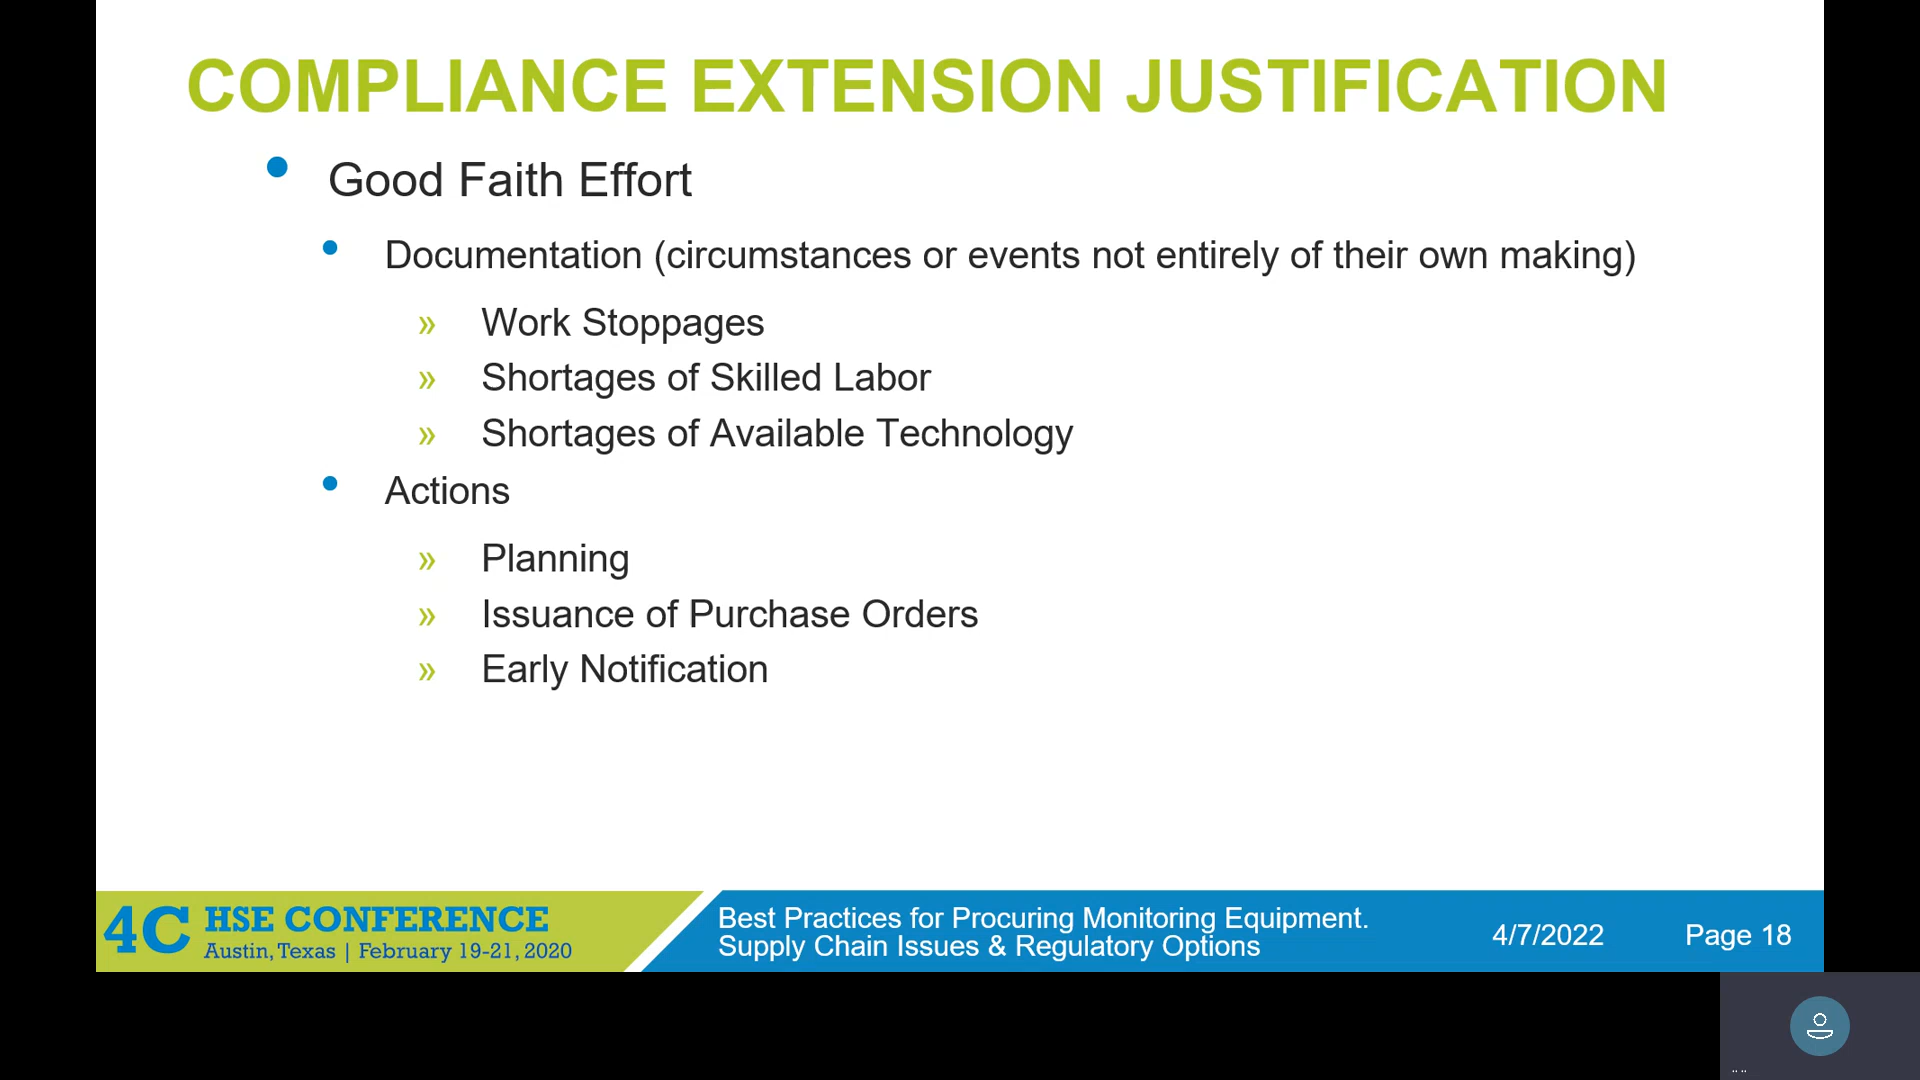 COMPLIANCE EXTENSION JUSTIFICATION
• Good Faith Effort
• Documentation (circumstances or events not entirely of their own making)
» Work Stoppages
» Shortages of Skilled Labor
» Shortages of Available Technology
• Actions
» Planning
» Issuance of Purchase Orders
» Early Notification
4C HSE CONFERENCE
Austin, Texas | February 19-21, 2020
Best Practices for Procuring Monitoring Equipment.
Supply Chain Issues & Regulatory Options
4/7/2022
Page 18